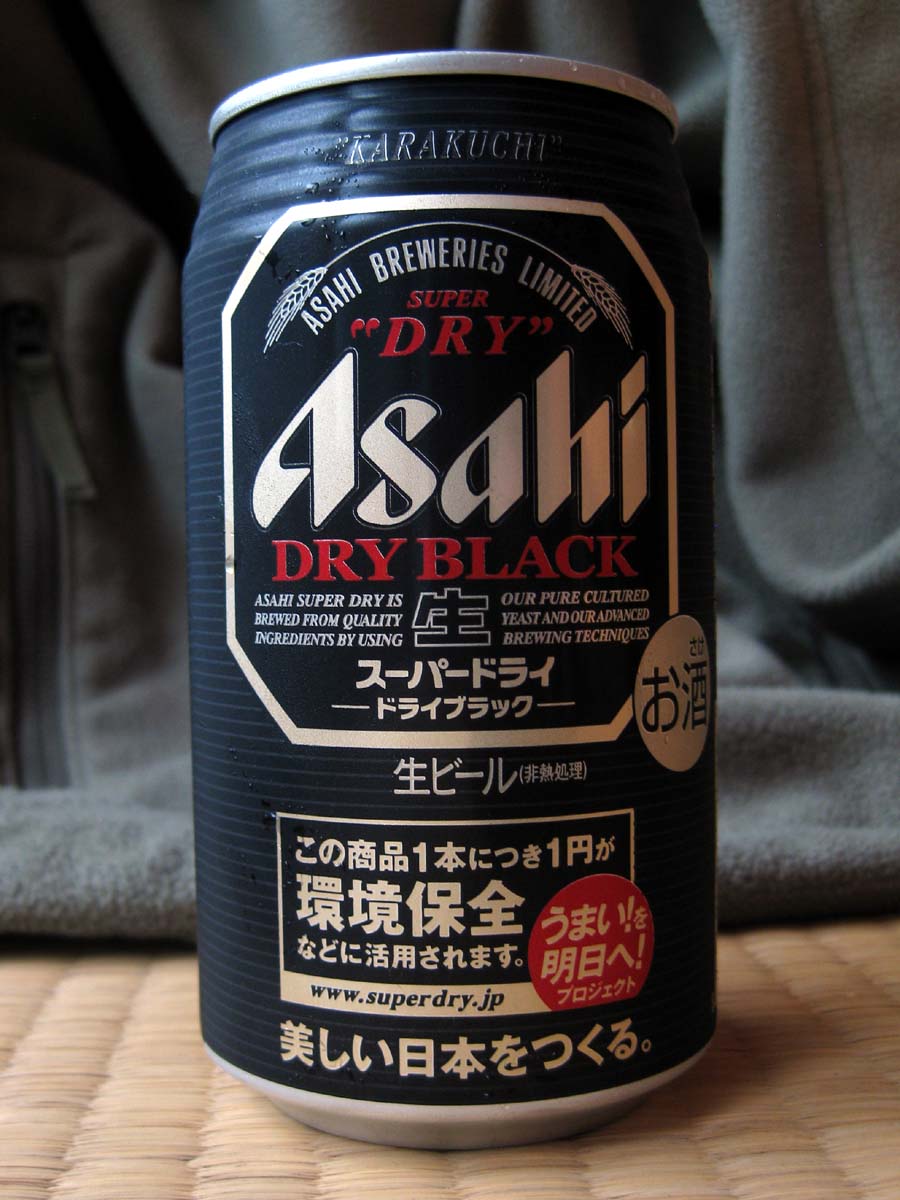 "KARAKUCHI"
ASAHI BREWERIES LIMITED
SUPER
"DRY"
Asahi
DRY BLACK
ASAHI SUPER DRY IS
BREWED FROM QUALITY
INGREDIENTS BY USING
生
OUR PURE CULTURED
YEAST AND OUR ADVANCED
BREWING TECHNIQUES
スーパードライ
ードライブラックー
さけ
お酒
生ビール(非熱処理)
この商品1本につき1円が
環境保全
などに活用されます。
www.superdry.jp
うまい!を
明日へ!
プロジェクト
美しい日本をつくる。